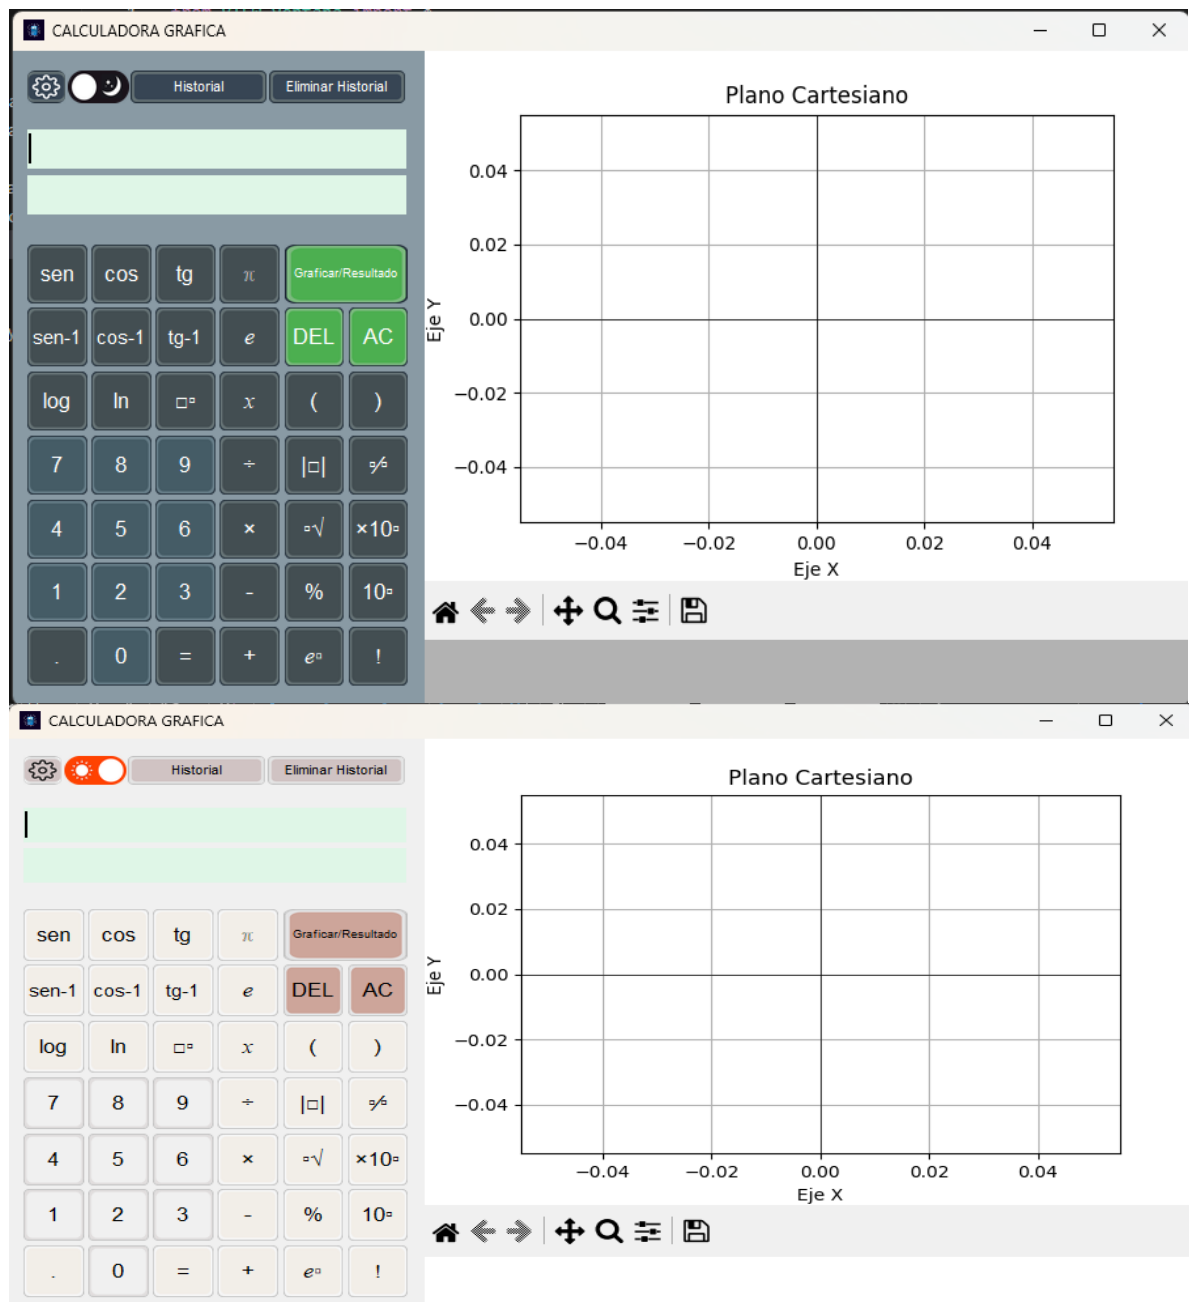 CALCULADORA GRAFICA
Historial
Eliminar Historial
Plano Cartesiano
0.04
0.02
0.00
−0.02
−0.04
Eje Y
−0.04 −0.02 0.00 0.02 0.04
Eje X
sen cos tg π Graficar/Resultado
sen-1 cos-1 tg-1 e DEL AC
log ln □▫ x ( )
7 8 9 ÷ |□| ▫⁄▫
4 5 6 × ▫√ ×10▫
1 2 3 - % 10▫
. 0 = + e▫ !
CALCULADORA GRAFICA
Historial
Eliminar Historial
Plano Cartesiano
0.04
0.02
0.00
−0.02
−0.04
Eje Y
−0.04 −0.02 0.00 0.02 0.04
Eje X
sen cos tg π Graficar/Resultado
sen-1 cos-1 tg-1 e DEL AC
log ln □▫ x ( )
7 8 9 ÷ |□| ▫⁄▫
4 5 6 × ▫√ ×10▫
1 2 3 - % 10▫
. 0 = + e▫ !